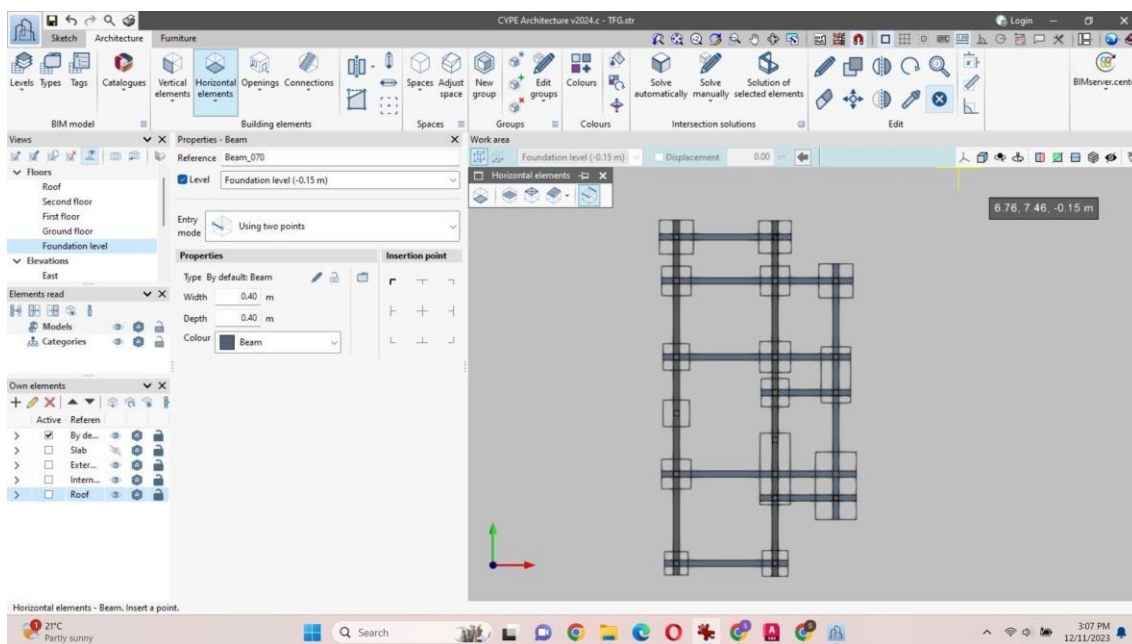 CYPE Architecture v2024.c - TFG.str
Login
Sketch Architecture Furniture
Levels Types Tags Catalogues Vertical elements Horizontal elements Openings Connections Spaces Adjust space New group Edit groups Colours Solve automatically Solve manually Solution of selected elements BIMserver.cent
BIM model Building elements Spaces Groups Colours Intersection solutions Edit
Views
Floors
Roof
Second floor
First floor
Ground floor
Foundation level
Elevations
East
Elements read
Models
Categories
Own elements
Active Referen
By de...
Slab
Exter...
Intern...
Roof
Properties - Beam
Reference Beam_070
Level Foundation level (-0.15 m)
Entry mode Using two points
Properties Insertion point
Type By default: Beam
Width 0.40 m
Depth 0.40 m
Colour Beam
Work area
Foundation level (-0.15 m) Displacement 0.00 m
Horizontal elements
6.76, 7.46, -0.15 m
Horizontal elements - Beam. Insert a point.
21°C
Partly sunny
Search
3:07 PM
12/11/2023